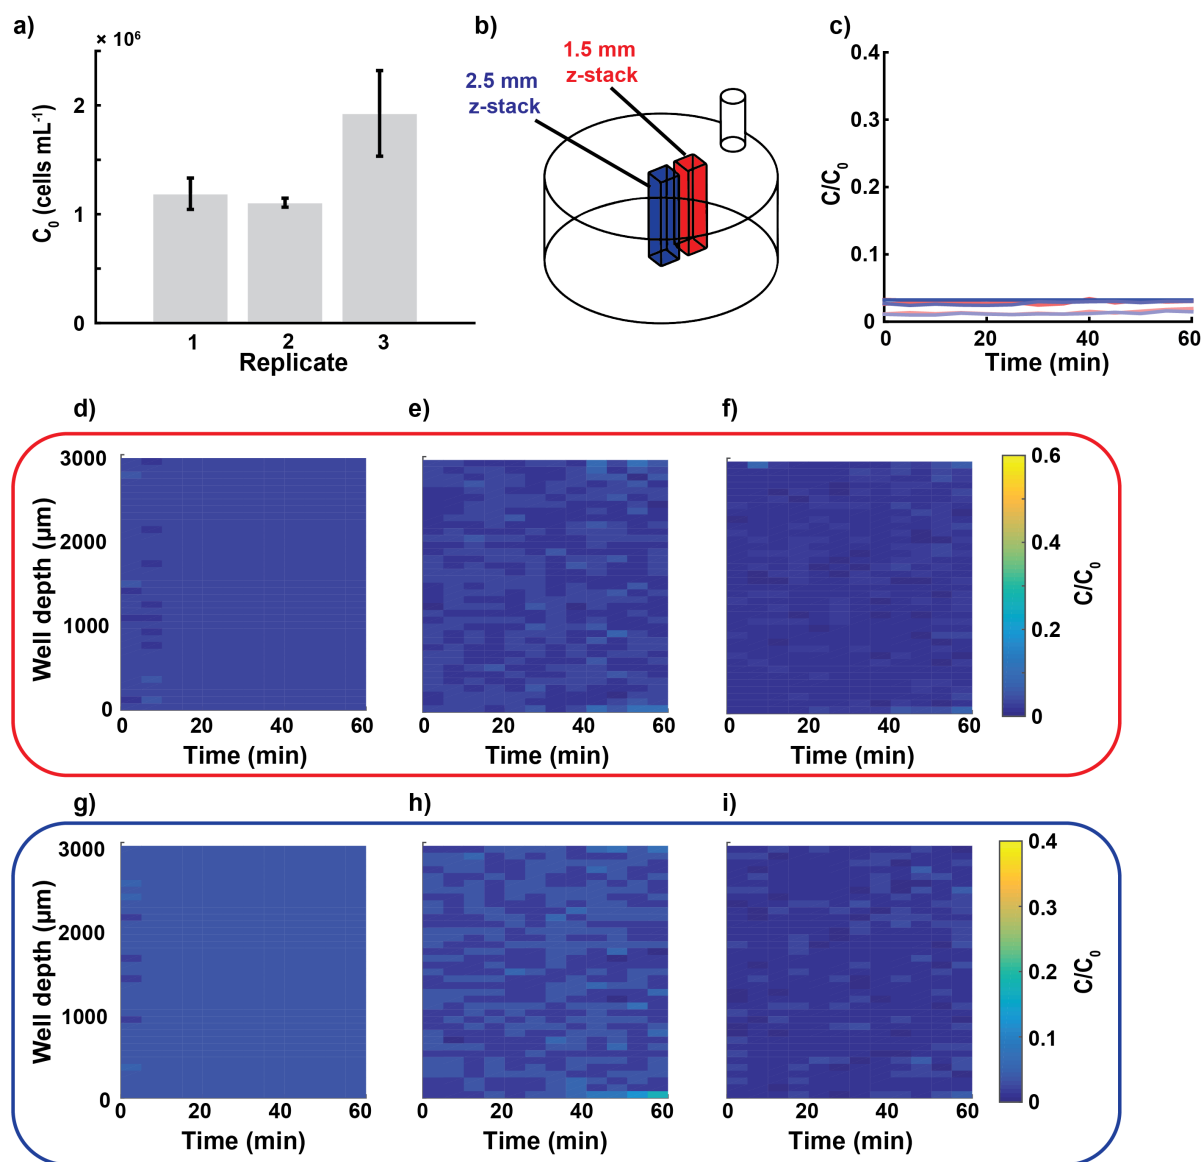 a)
× 10⁶
C₀ (cells mL⁻¹)
2
1
0
1 2 3
Replicate
b)
1.5 mm
z-stack
2.5 mm
z-stack
c)
C/C₀
0.4
0.3
0.2
0.1
0
0 20 40 60
Time (min)
d) e) f)
Well depth (μm)
3000
2000
1000
0
0 20 40 60
Time (min)
0 20 40 60
Time (min)
0 20 40 60
Time (min)
0.6
0.4
0.2
0
C/C₀
g) h) i)
Well depth (μm)
3000
2000
1000
0
0 20 40 60
Time (min)
0 20 40 60
Time (min)
0 20 40 60
Time (min)
0.4
0.3
0.2
0.1
0
C/C₀